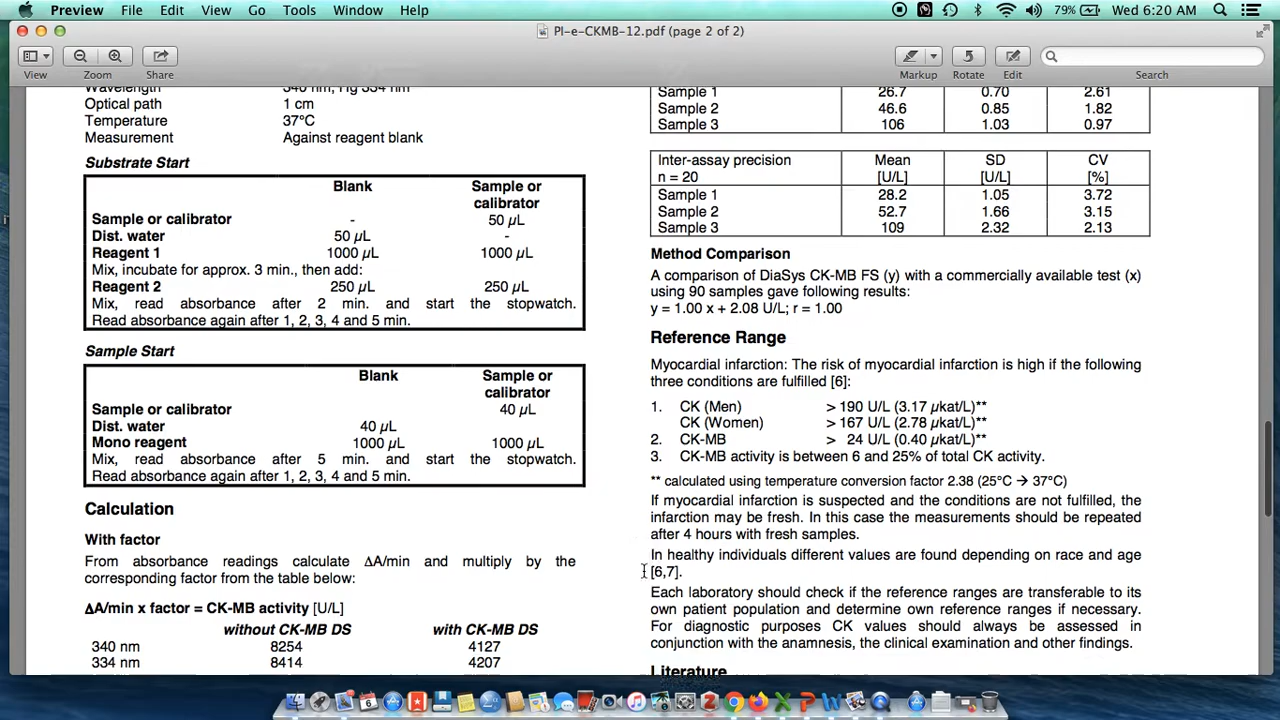 Preview File Edit View Go Tools Window Help 79% Wed 6:20 AM
PI-e-CKMB-12.pdf (page 2 of 2)
View Zoom Share Markup Rotate Edit Search
Wavelength 340 nm, Hg 334 nm
Optical path 1 cm
Temperature 37°C
Measurement Against reagent blank
Substrate Start
Blank Sample or
calibrator
Sample or calibrator - 50 µL
Dist. water 50 µL -
Reagent 1 1000 µL 1000 µL
Mix, incubate for approx. 3 min., then add:
Reagent 2 250 µL 250 µL
Mix, read absorbance after 2 min. and start the stopwatch.
Read absorbance again after 1, 2, 3, 4 and 5 min.
Sample Start
Blank Sample or
calibrator
Sample or calibrator 40 µL
Dist. water 40 µL
Mono reagent 1000 µL 1000 µL
Mix, read absorbance after 5 min. and start the stopwatch.
Read absorbance again after 1, 2, 3, 4 and 5 min.
Calculation
With factor
From absorbance readings calculate ΔA/min and multiply by the
corresponding factor from the table below:
ΔA/min x factor = CK-MB activity [U/L]
without CK-MB DS with CK-MB DS
340 nm 8254 4127
334 nm 8414 4207
Sample 1 26.7 0.70 2.61
Sample 2 46.6 0.85 1.82
Sample 3 106 1.03 0.97
Inter-assay precision Mean SD CV
n = 20 [U/L] [U/L] [%]
Sample 1 28.2 1.05 3.72
Sample 2 52.7 1.66 3.15
Sample 3 109 2.32 2.13
Method Comparison
A comparison of DiaSys CK-MB FS (y) with a commercially available test (x)
using 90 samples gave following results:
y = 1.00 x + 2.08 U/L; r = 1.00
Reference Range
Myocardial infarction: The risk of myocardial infarction is high if the following
three conditions are fulfilled [6]:
1. CK (Men) > 190 U/L (3.17 µkat/L)**
CK (Women) > 167 U/L (2.78 µkat/L)**
2. CK-MB > 24 U/L (0.40 µkat/L)**
3. CK-MB activity is between 6 and 25% of total CK activity.
** calculated using temperature conversion factor 2.38 (25°C → 37°C)
If myocardial infarction is suspected and the conditions are not fulfilled, the
infarction may be fresh. In this case the measurements should be repeated
after 4 hours with fresh samples.
In healthy individuals different values are found depending on race and age
[6,7].
Each laboratory should check if the reference ranges are transferable to its
own patient population and determine own reference ranges if necessary.
For diagnostic purposes CK values should always be assessed in
conjunction with the anamnesis, the clinical examination and other findings.
Literature